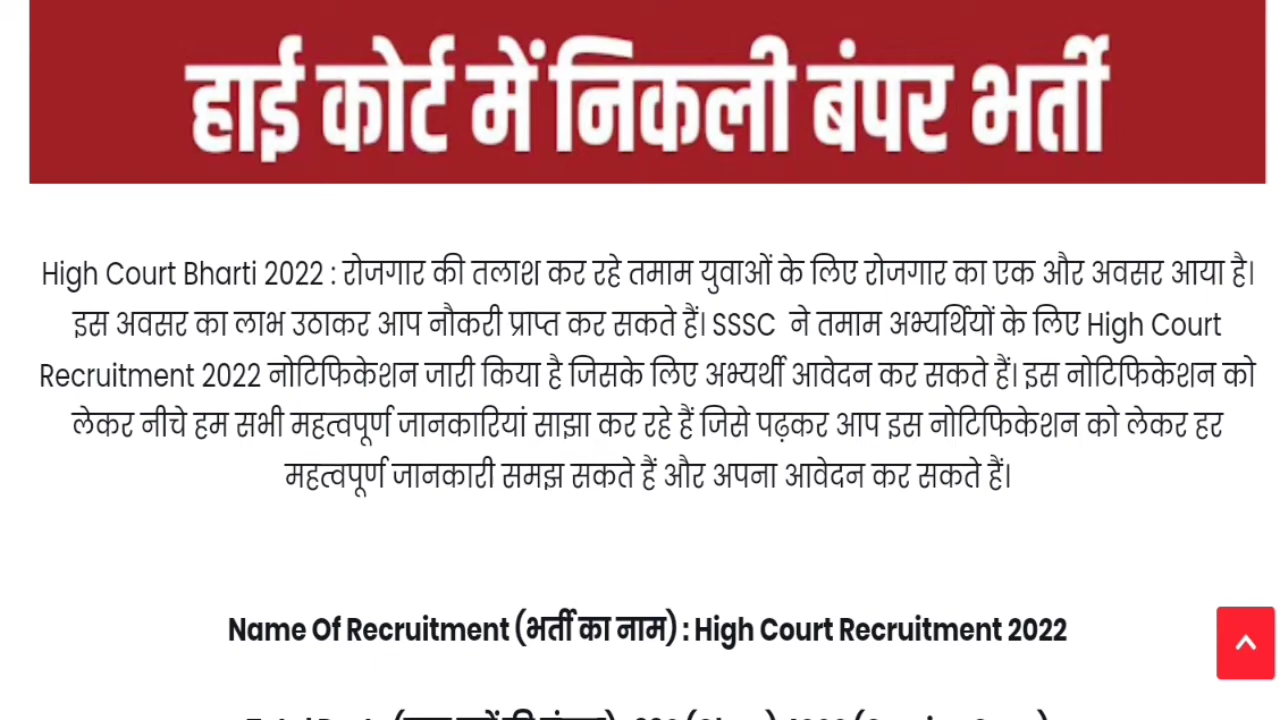 हाई कोर्ट में निकली बंपर भर्ती
High Court Bharti 2022 : रोजगार की तलाश कर रहे तमाम युवाओं के लिए रोजगार का एक और अवसर आया है।
इस अवसर का लाभ उठाकर आप नौकरी प्राप्त कर सकते हैं। SSSC ने तमाम अभ्यर्थियों के लिए High Court
Recruitment 2022 नोटिफिकेशन जारी किया है जिसके लिए अभ्यर्थी आवेदन कर सकते हैं। इस नोटिफिकेशन को
लेकर नीचे हम सभी महत्वपूर्ण जानकारियां साझा कर रहे हैं जिसे पढ़कर आप इस नोटिफिकेशन को लेकर हर
महत्वपूर्ण जानकारी समझ सकते हैं और अपना आवेदन कर सकते हैं।
Name Of Recruitment (भर्ती का नाम) : High Court Recruitment 2022